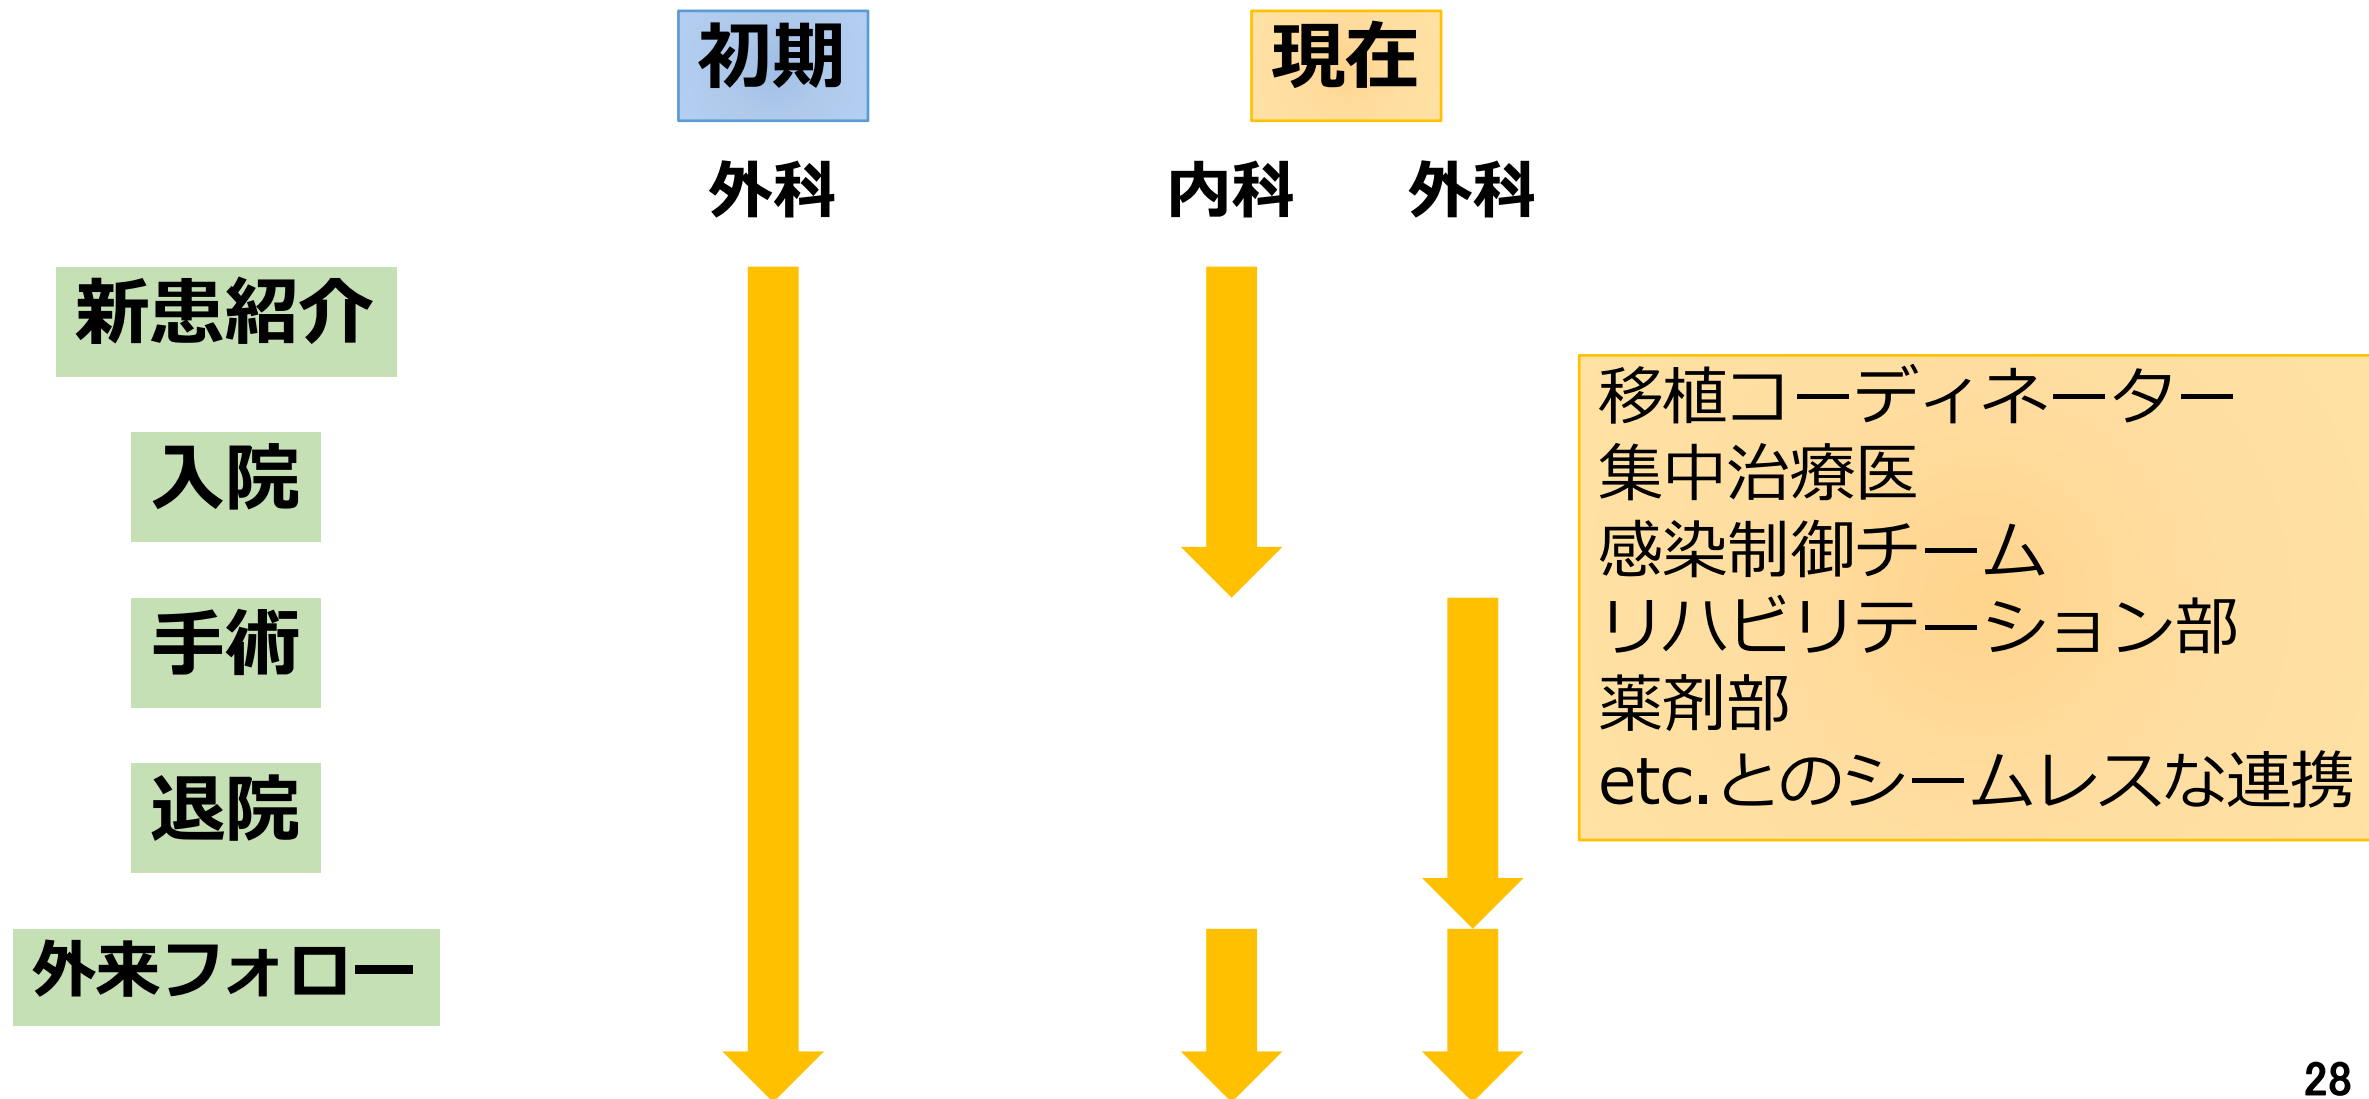 初期
現在
外科
内科
外科
新患紹介
入院
手術
退院
外来フォロー
移植コーディネーター
集中治療医
感染制御チーム
リハビリテーション部
薬剤部
etc.とのシームレスな連携
28